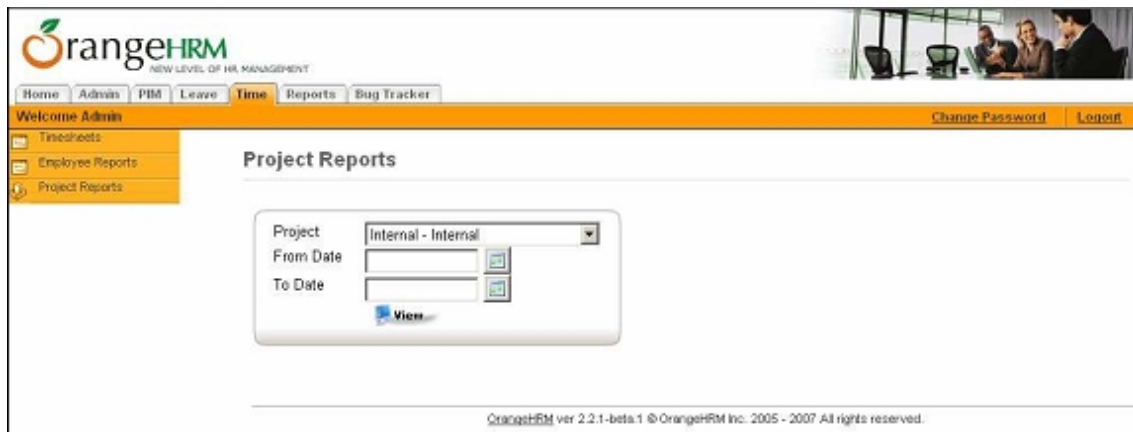 OrangeHRM
NEW LEVEL OF HR MANAGEMENT
Home Admin PIM Leave Time Reports Bug Tracker
Welcome Admin Change Password Logout
Timesheets
Employee Reports
Project Reports
Project Reports
Project Internal - Internal
From Date
To Date
View
OrangeHRM ver 2.2.1-beta.1 © OrangeHRM Inc. 2005 - 2007 All rights reserved.